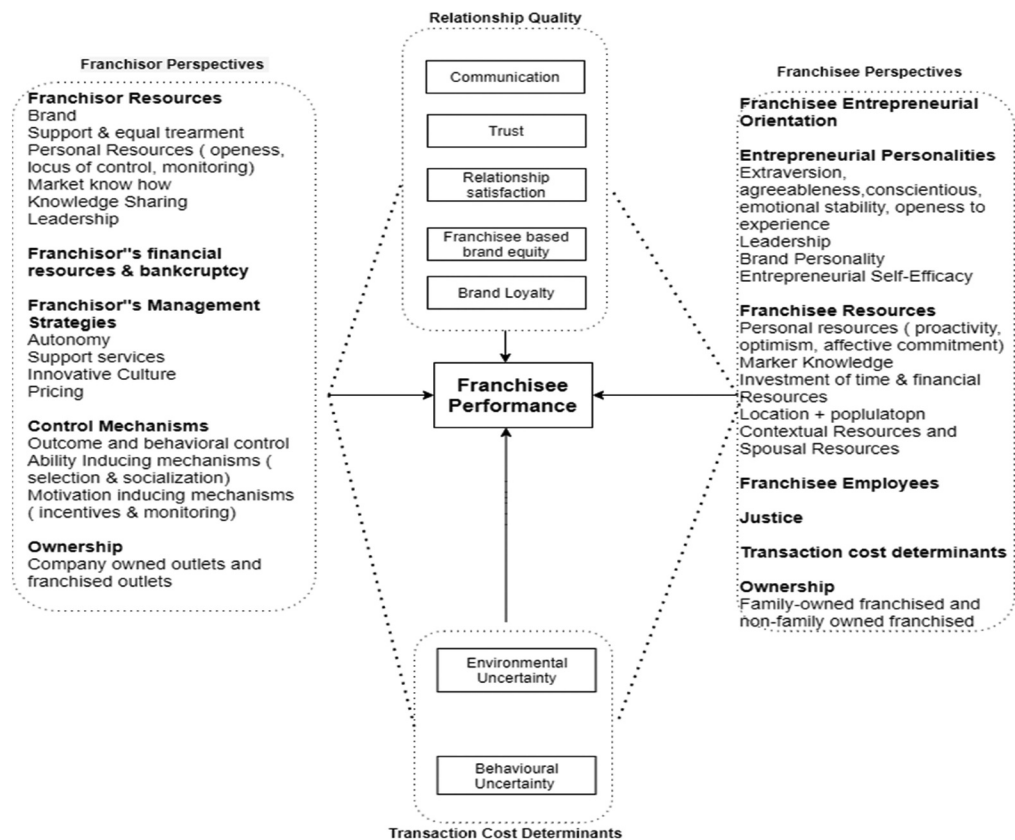 Relationship Quality
Communication
Trust
Relationship
satisfaction
Franchisee based
brand equity
Brand Loyalty
Franchisor Perspectives
Franchisor Resources
Brand
Support & equal trearment
Personal Resources ( openess,
locus of control, monitoring)
Market know how
Knowledge Sharing
Leadership
Franchisor"s financial
resources & bankcruptcy
Franchisor"s Management
Strategies
Autonomy
Support services
Innovative Culture
Pricing
Control Mechanisms
Outcome and behavioral control
Ability Inducing mechanisms (
selection & socialization)
Motivation inducing mechanisms
( incentives & monitoring)
Ownership
Company owned outlets and
franchised outlets
Franchisee
Performance
Franchisee Perspectives
Franchisee Entrepreneurial
Orientation
Entrepreneurial Personalities
Extraversion,
agreeableness,conscientious,
emotional stability, openess to
experience
Leadership
Brand Personality
Entrepreneurial Self-Efficacy
Franchisee Resources
Personal resources ( proactivity,
optimism, affective commitment)
Marker Knowledge
Investment of time & financial
Resources
Location + poplulatopn
Contextual Resources and
Spousal Resources
Franchisee Employees
Justice
Transaction cost determinants
Ownership
Family-owned franchised and
non-family owned franchised
Environmental
Uncertainty
Behavioural
Uncertainty
Transaction Cost Determinants